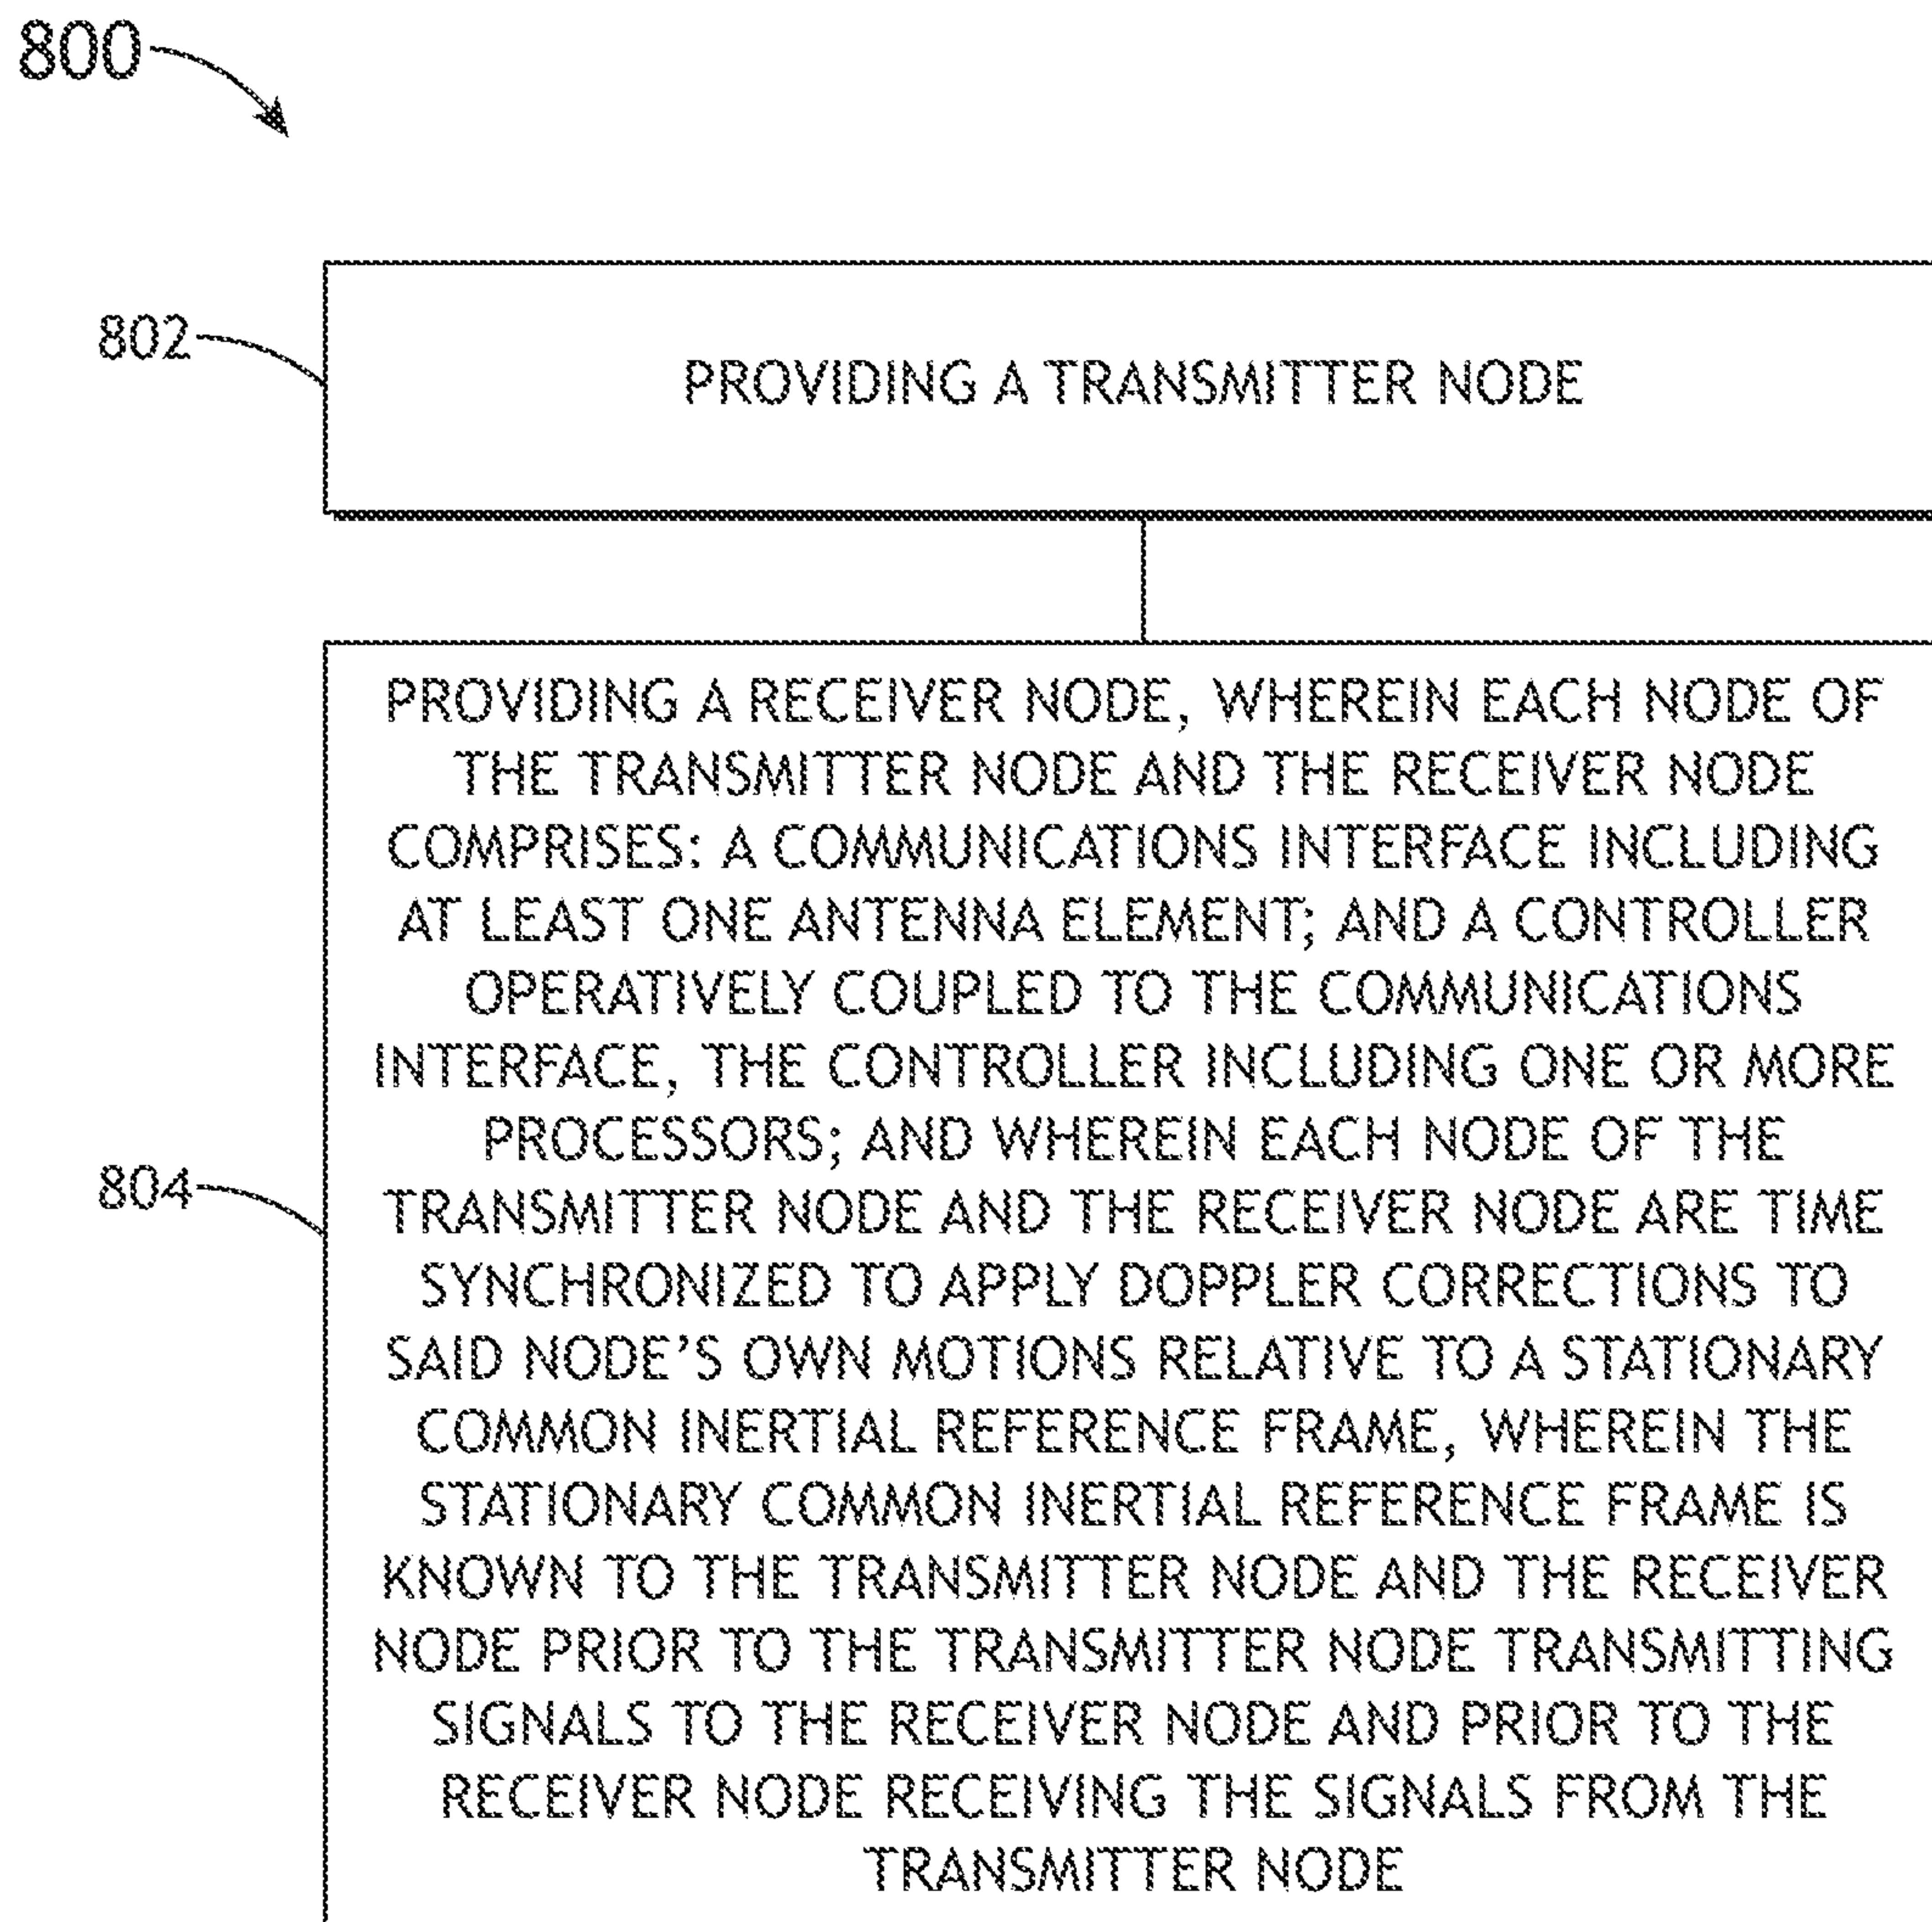 800
802
PROVIDING A TRANSMITTER NODE
PROVIDING A RECEIVER NODE, WHEREIN EACH NODE OF
THE TRANSMITTER NODE AND THE RECEIVER NODE
COMPRISES: A COMMUNICATIONS INTERFACE INCLUDING
AT LEAST ONE ANTENNA ELEMENT; AND A CONTROLLER
OPERATIVELY COUPLED TO THE COMMUNICATIONS
INTERFACE, THE CONTROLLER INCLUDING ONE OR MORE
PROCESSORS; AND WHEREIN EACH NODE OF THE
804
TRANSMITTER NODE AND THE RECEIVER NODE ARE TIME
SYNCHRONIZED TO APPLY DOPPLER CORRECTIONS TO
SAID NODE'S OWN MOTIONS RELATIVE TO A STATIONARY
COMMON INERTIAL REFERENCE FRAME, WHEREIN THE
STATIONARY COMMON INERTIAL REFERENCE FRAME IS
KNOWN TO THE TRANSMITTER NODE AND THE RECEIVER
NODE PRIOR TO THE TRANSMITTER NODE TRANSMITTING
SIGNALS TO THE RECEIVER NODE AND PRIOR TO THE
RECEIVER NODE RECEIVING THE SIGNALS FROM THE
TRANSMITTER NODE